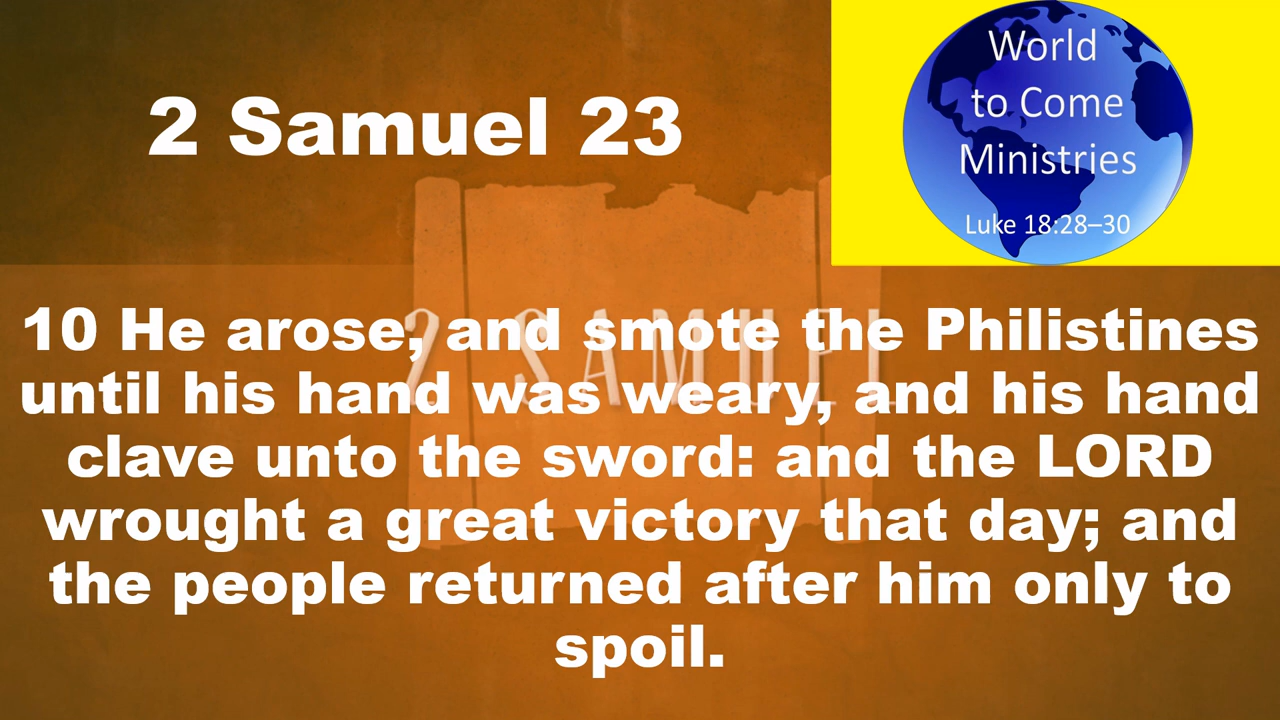 2 Samuel 23
World
to Come
Ministries
Luke 18:28–30
2 SAMUEL
10 He arose, and smote the Philistines
until his hand was weary, and his hand
clave unto the sword: and the LORD
wrought a great victory that day; and
the people returned after him only to
spoil.